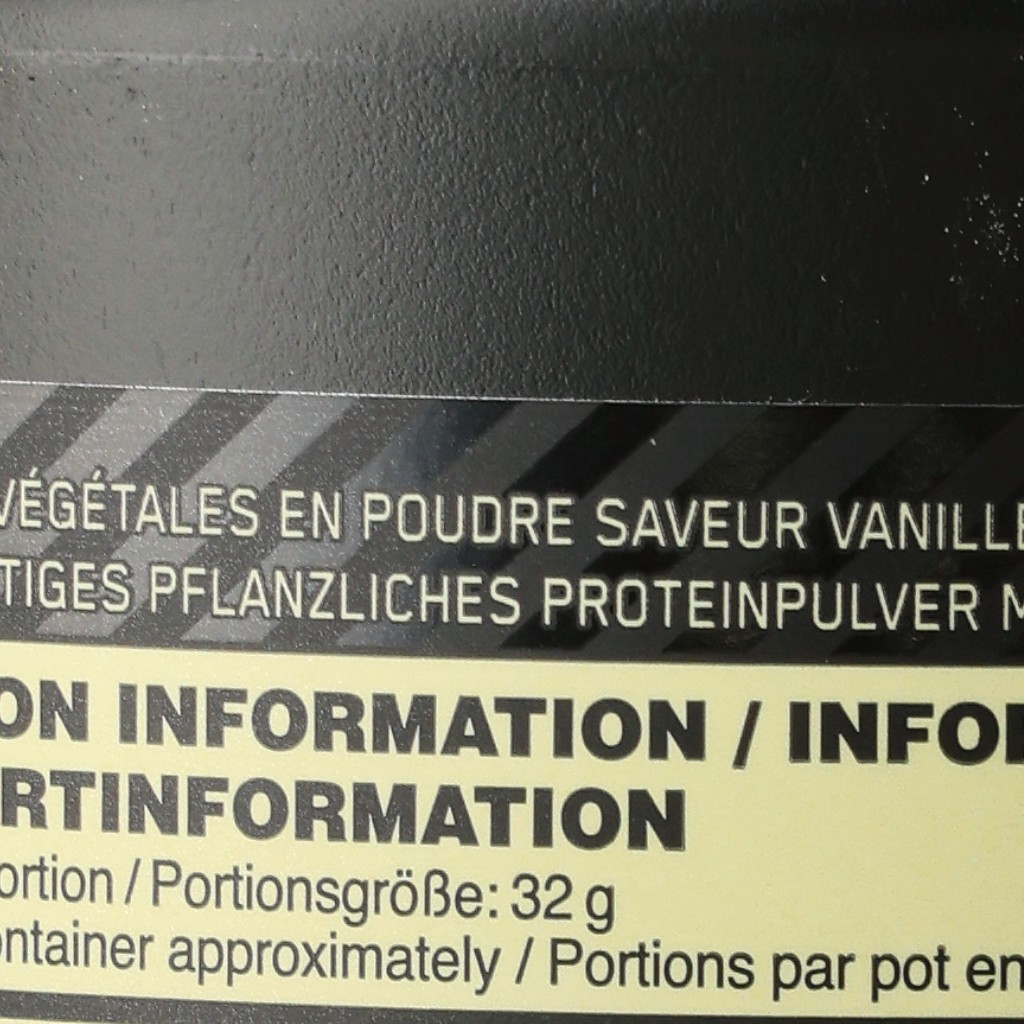 VÉGÉTALES EN POUDRE SAVEUR VANILLE
TIGES PFLANZLICHES PROTEINPULVER M
ON INFORMATION / INFOR
RTINFORMATION
ortion / Portionsgröße: 32 g
ontainer approximately / Portions par pot en